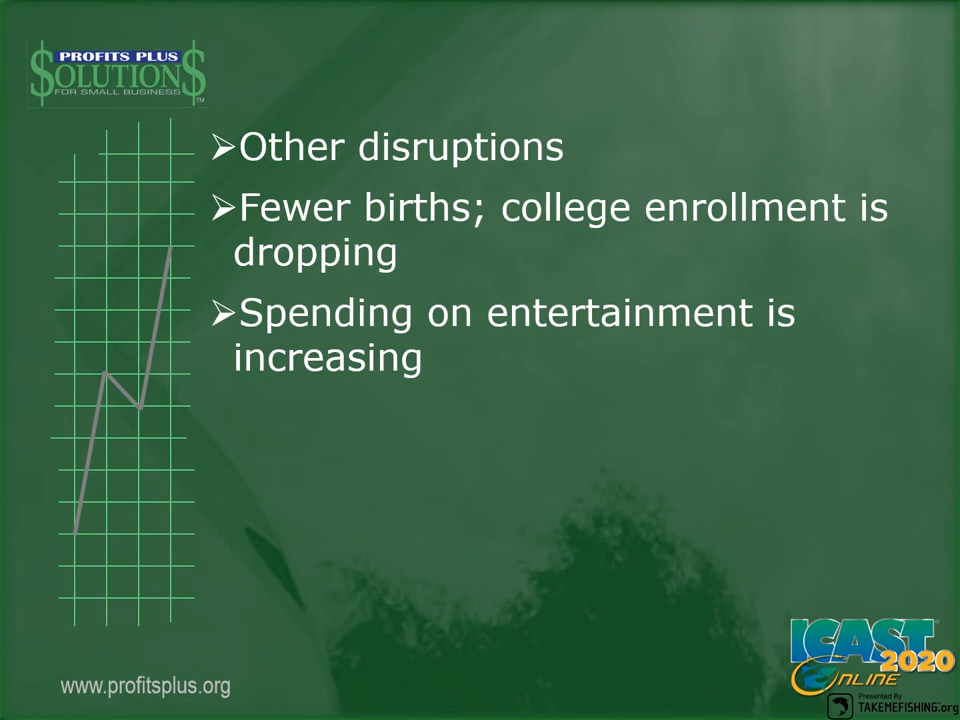 PROFITS PLUS
$OLUTION$
FOR SMALL BUSINESS
TM
➢Other disruptions
➢Fewer births; college enrollment is
dropping
➢Spending on entertainment is
increasing
ICAST
2020
ONLINE
Presented By
TAKEMEFISHING.org
www.profitsplus.org